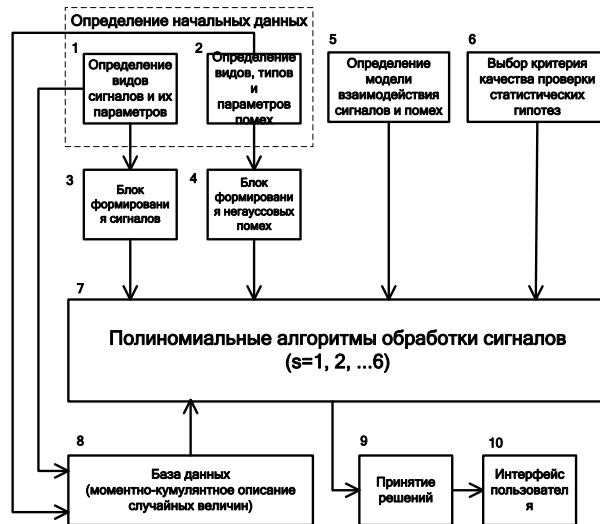 Определение начальных данных
1
Определение
видов
сигналов и их
параметров
2
Определение
видов, типов и
параметров
помех
5
Определение
модели
взаимодействия
сигналов и помех
6
Выбор критерия
качества проверки
статистических
гипотез
3
Блок
формировани
я сигналов
4
Блок
формировани
я негауссовых
помех
7
Полиномиальные алгоритмы обработки сигналов
(s=1, 2, ...6)
8
База данных
(моментно-кумулянтное описание
случайных величин)
9
Принятие
решений
10
Интерфейс
пользовател
я